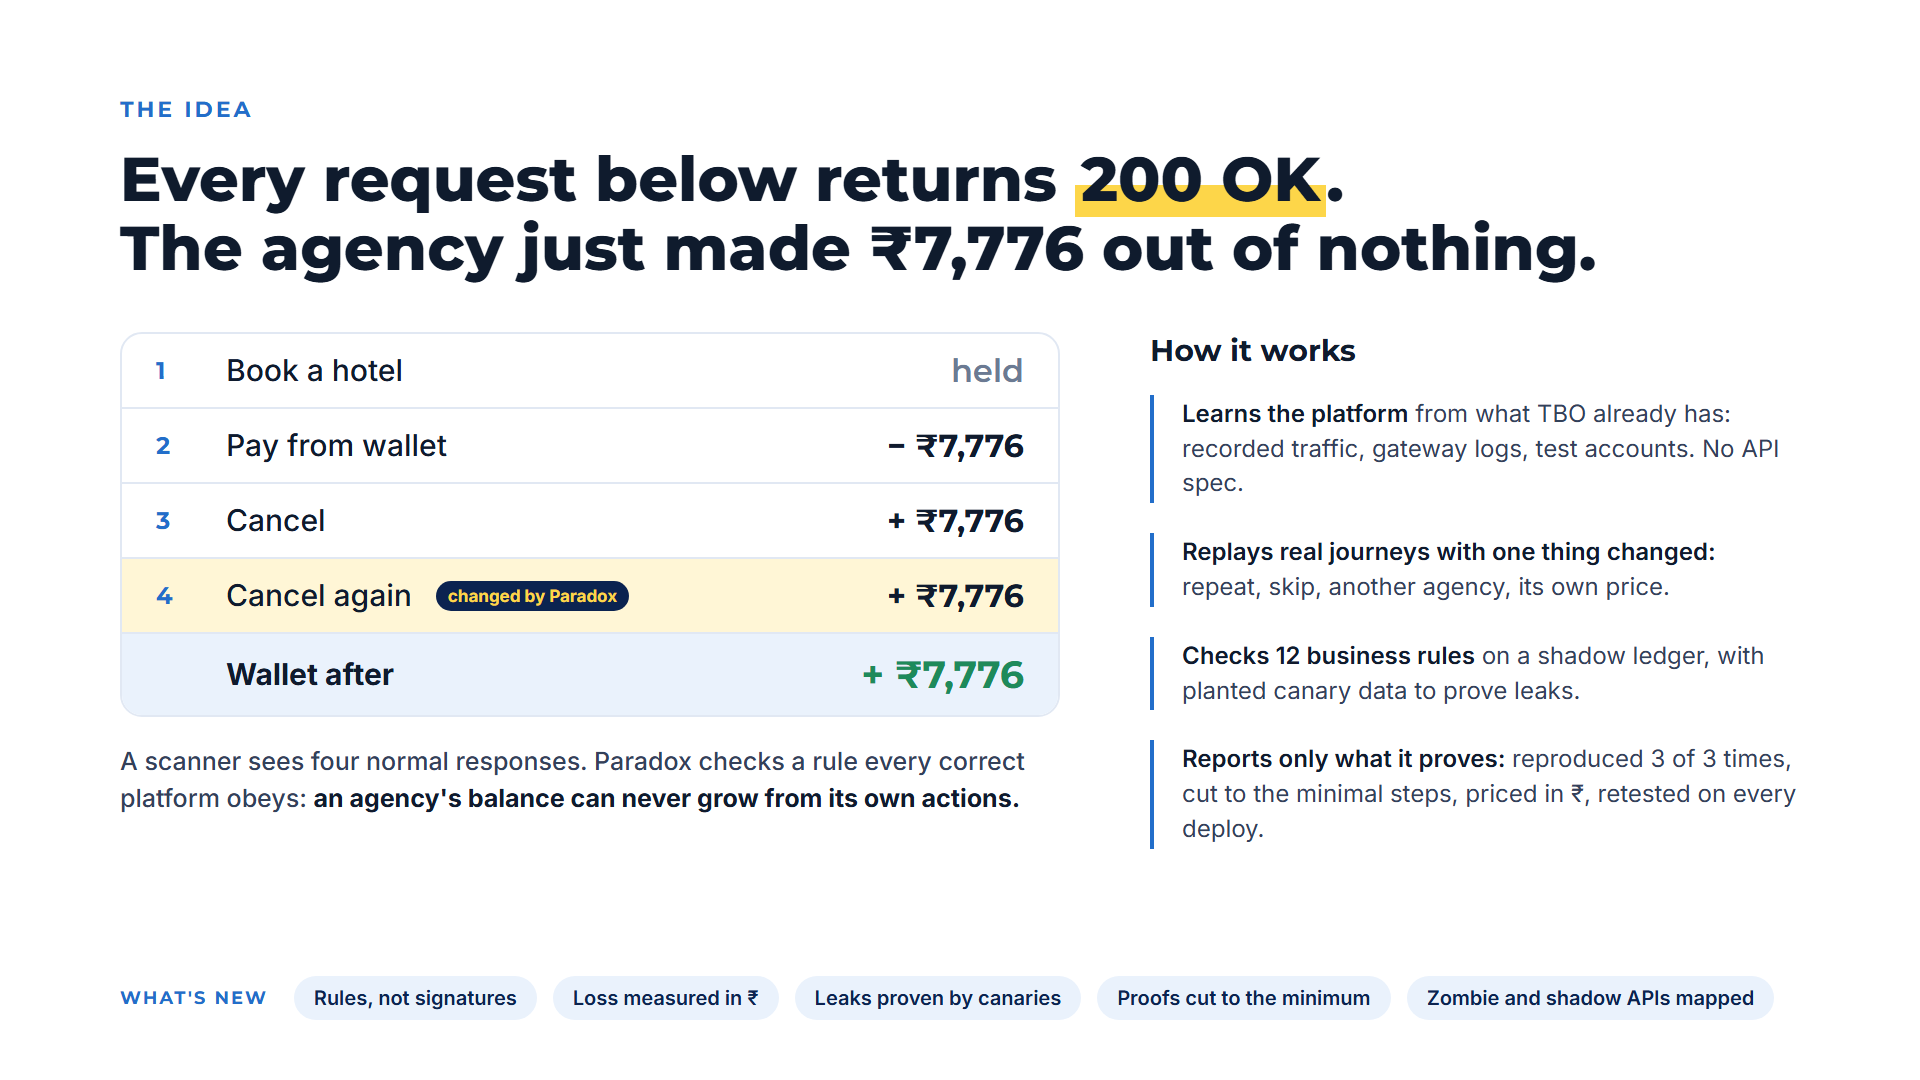 THE IDEA
Every request below returns 200 OK.
The agency just made ₹7,776 out of nothing.
1 Book a hotel held
2 Pay from wallet − ₹7,776
3 Cancel + ₹7,776
4 Cancel again changed by Paradox + ₹7,776
Wallet after + ₹7,776
A scanner sees four normal responses. Paradox checks a rule every correct
platform obeys: an agency's balance can never grow from its own actions.
How it works
Learns the platform from what TBO already has:
recorded traffic, gateway logs, test accounts. No API
spec.
Replays real journeys with one thing changed:
repeat, skip, another agency, its own price.
Checks 12 business rules on a shadow ledger, with
planted canary data to prove leaks.
Reports only what it proves: reproduced 3 of 3 times,
cut to the minimal steps, priced in ₹, retested on every
deploy.
WHAT'S NEW Rules, not signatures Loss measured in ₹ Leaks proven by canaries Proofs cut to the minimum Zombie and shadow APIs mapped